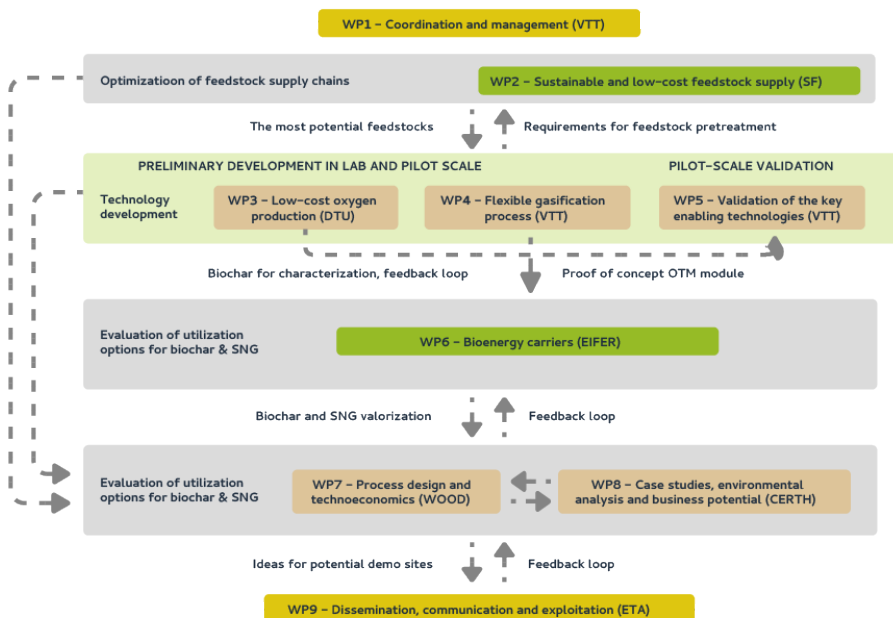 WP1 – Coordination and management (VTT)
Optimizatioon of feedstock supply chains
WP2 – Sustainable and low-cost feedstock supply (SF)
The most potential feedstocks
Requirements for feedstock pretreatment
PRELIMINARY DEVELOPMENT IN LAB AND PILOT SCALE
PILOT-SCALE VALIDATION
Technology
development
WP3 – Low-cost oxygen
production (DTU)
WP4 – Flexible gasification
process (VTT)
WP5 – Validation of the key
enabling technologies (VTT)
Biochar for characterization, feedback loop
Proof of concept OTM module
Evaluation of utilization
options for biochar & SNG
WP6 – Bioenergy carriers (EIFER)
Biochar and SNG valorization
Feedback loop
Evaluation of utilization
options for biochar & SNG
WP7 – Process design and
technoeconomics (WOOD)
WP8 – Case studies, environmental
analysis and business potential (CERTH)
Ideas for potential demo sites
Feedback loop
WP9 – Dissemination, communication and exploitation (ETA)